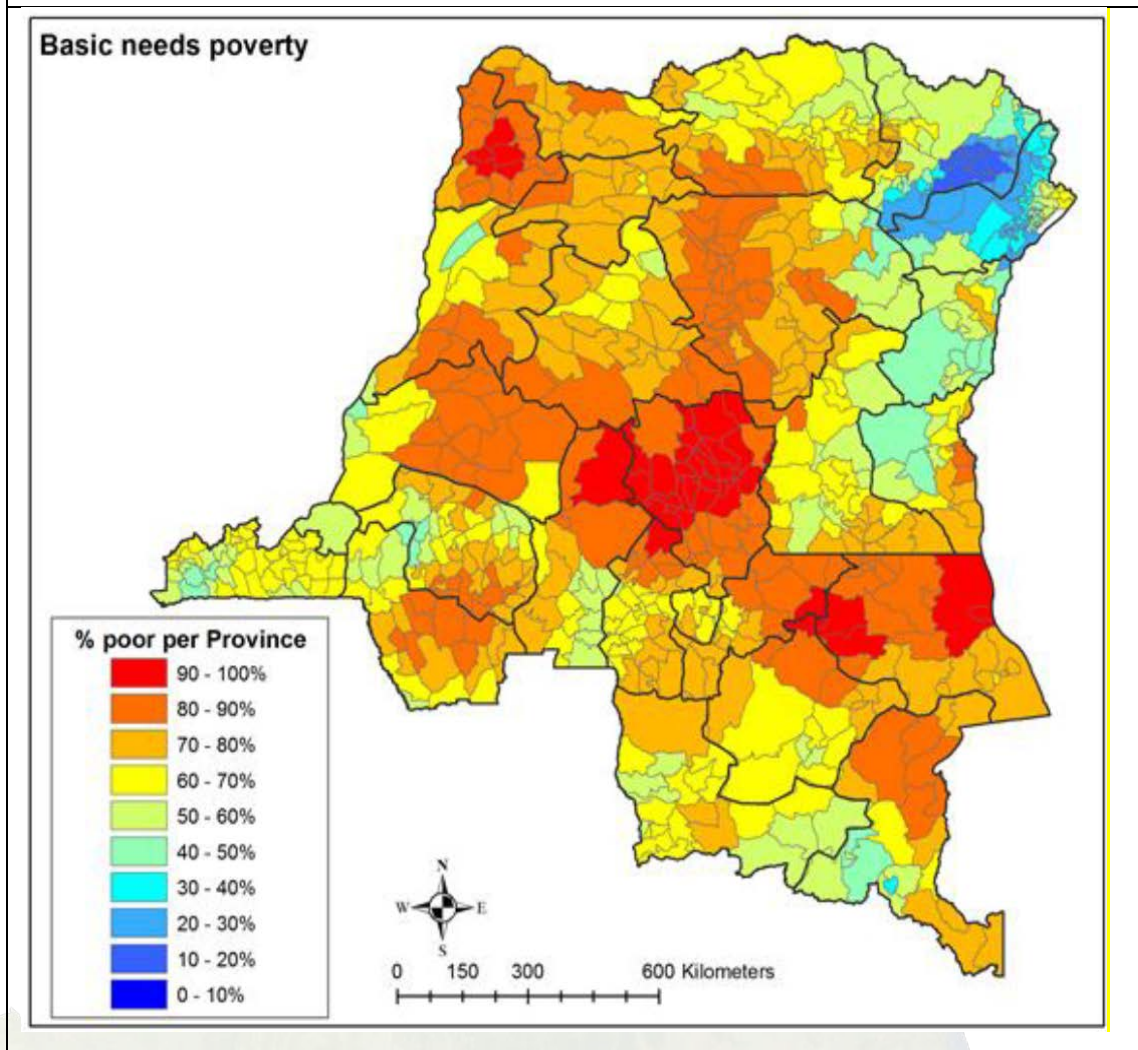 Basic needs poverty
% poor per Province
90 - 100%
80 - 90%
70 - 80%
60 - 70%
50 - 60%
40 - 50%
30 - 40%
20 - 30%
10 - 20%
0 - 10%
N
W E
S
0 150 300 600 Kilometers